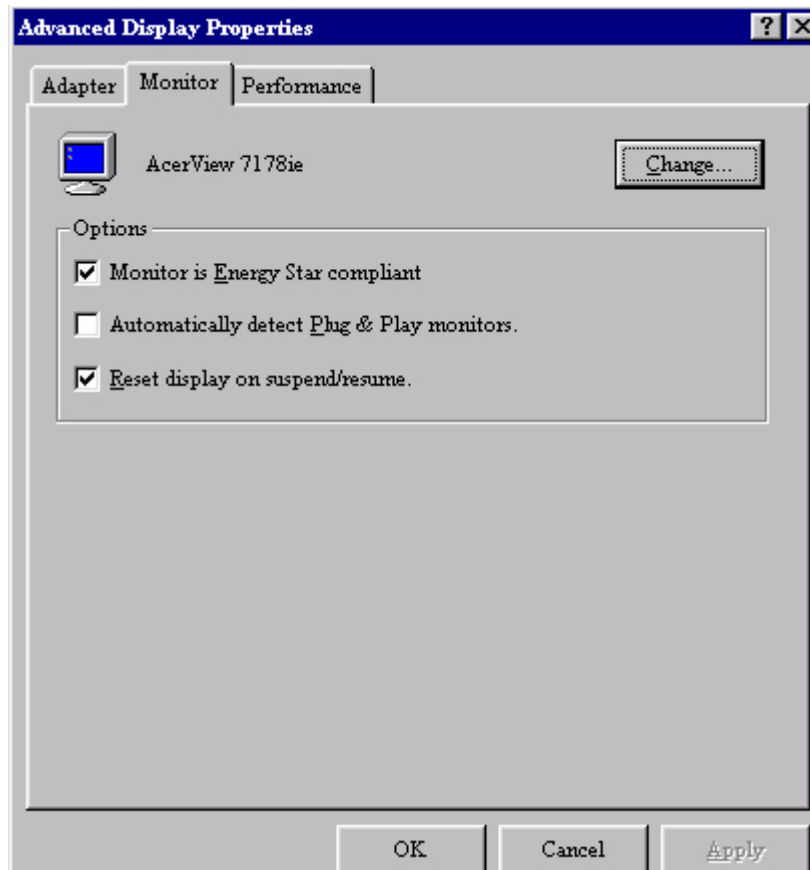 Advanced Display Properties
Adapter Monitor Performance
AcerView 7178ie Change...
Options
Monitor is Energy Star compliant
Automatically detect Plug & Play monitors.
Reset display on suspend/resume.
OK Cancel Apply